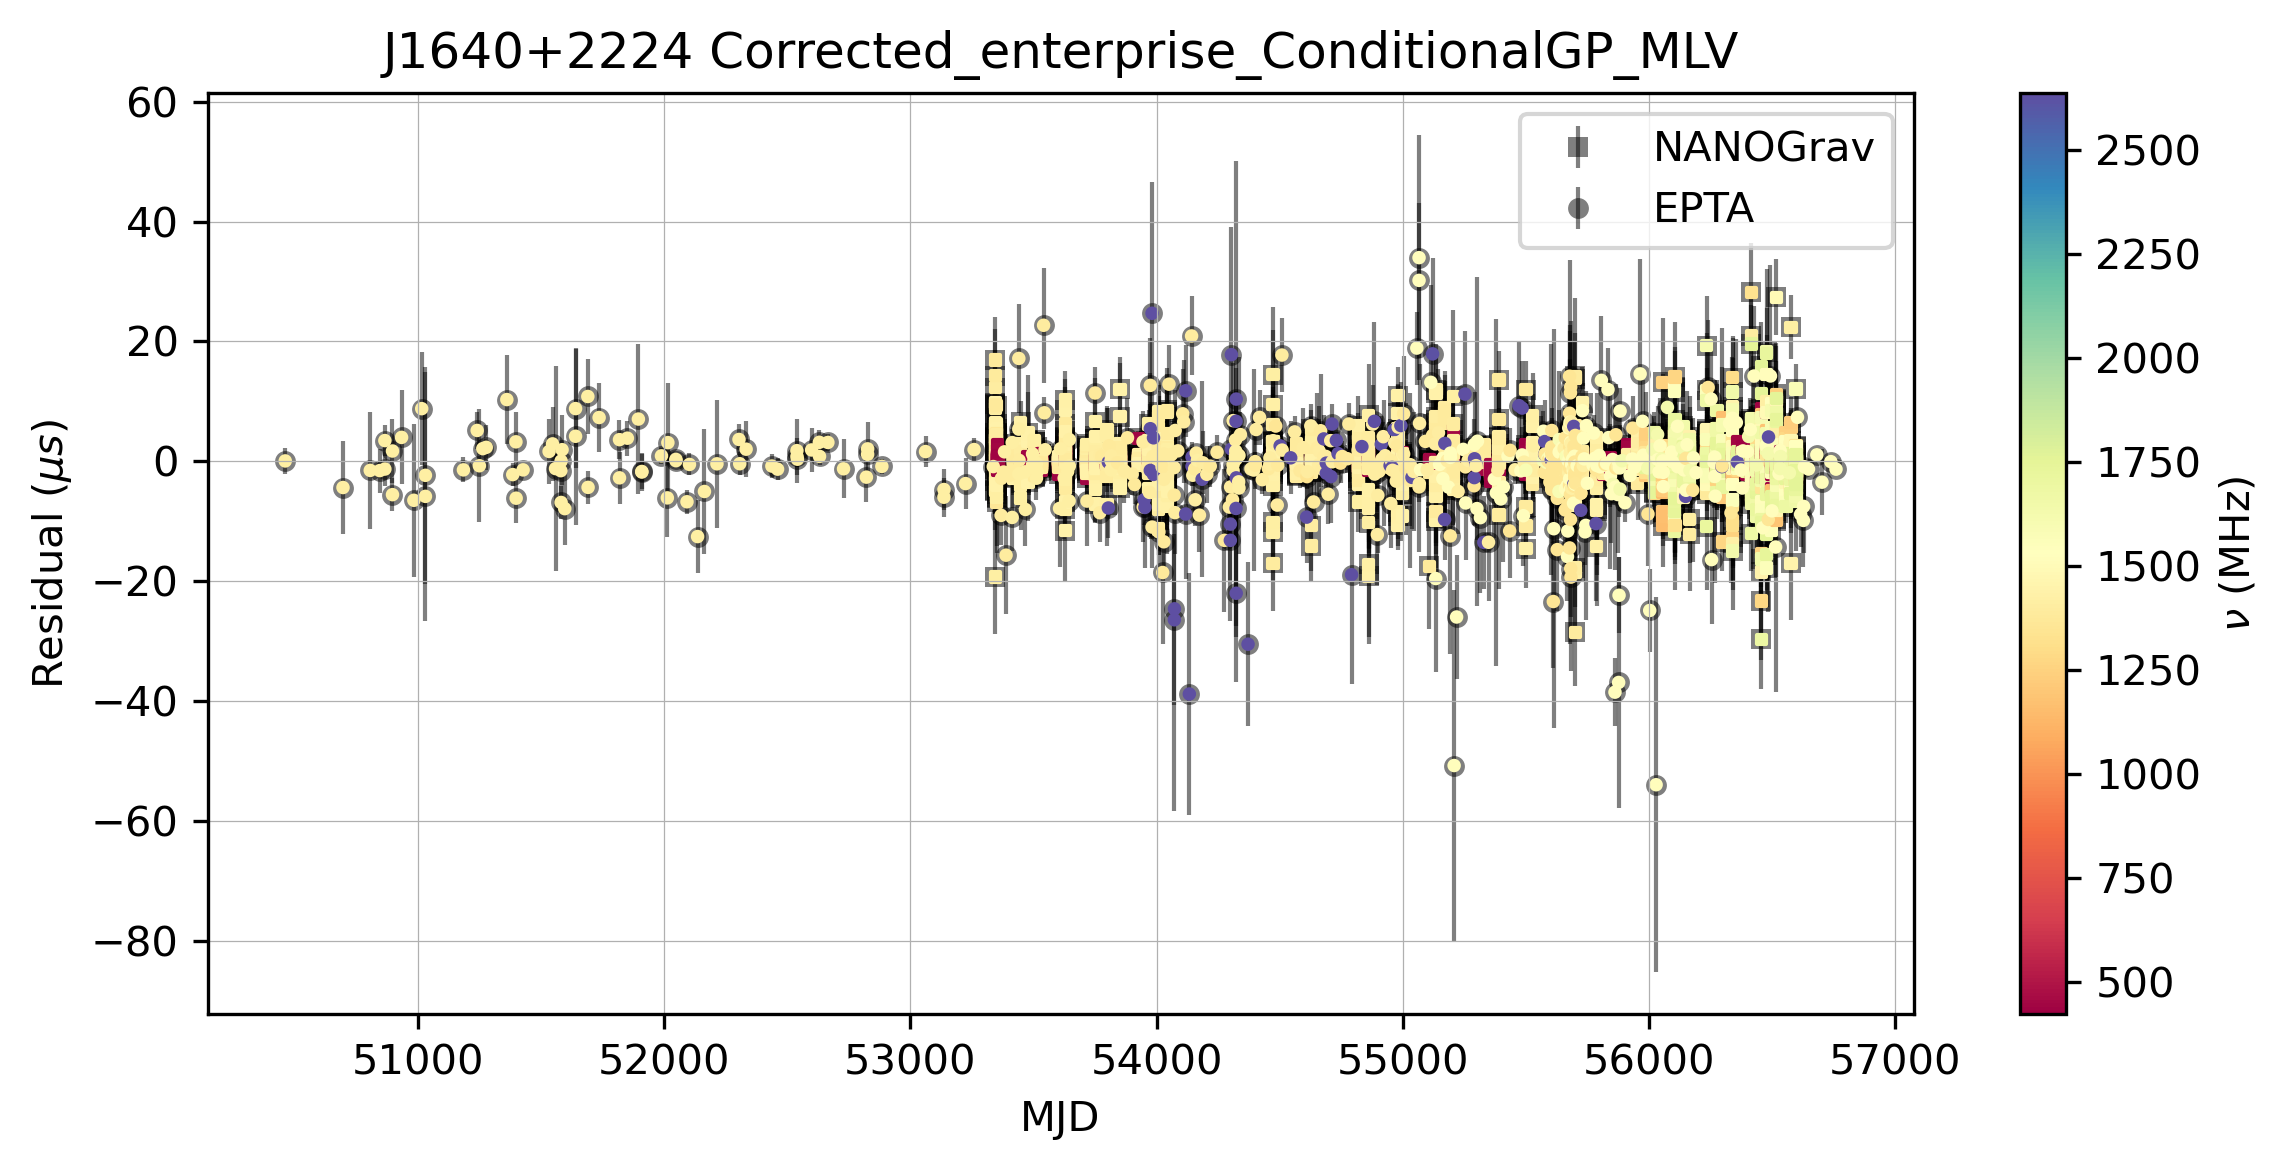 J1640+2224 Corrected_enterprise_ConditionalGP_MLV
60
40
20
0
−20
−40
−60
−80
Residual (μs)
NANOGrav
EPTA
51000 52000 53000 54000 55000 56000 57000
MJD
2500
2250
2000
1750
1500
1250
1000
750
500
ν (MHz)